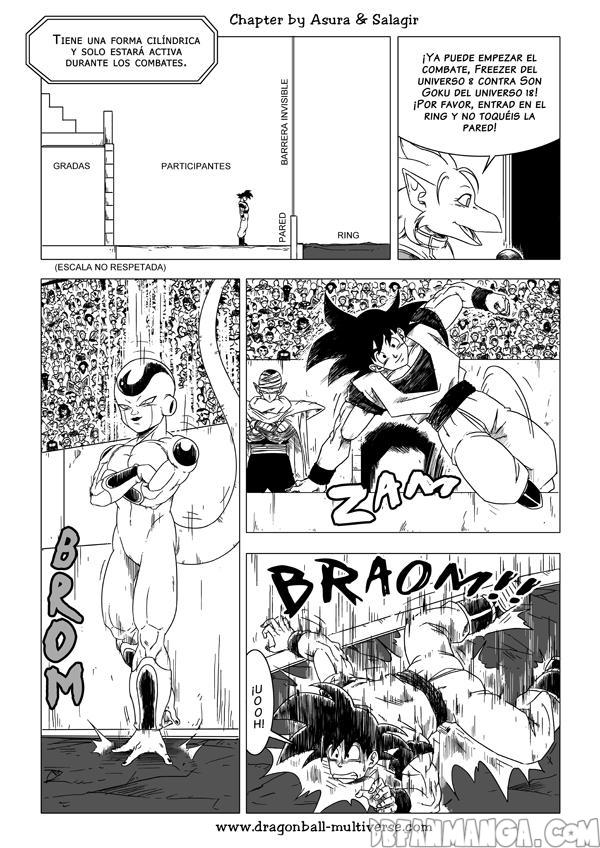 Chapter by Asura & Salagir
TIENE UNA FORMA CILÍNDRICA
Y SOLO ESTARÁ ACTIVA
DURANTE LOS COMBATES.
GRADAS
PARTICIPANTES
BARRERA INVISIBLE
PARED
RING
(ESCALA NO RESPETADA)
¡YA PUEDE EMPEZAR EL
COMBATE, FREEZER DEL
UNIVERSO 8 CONTRA SON
GOKU DEL UNIVERSO 18!
¡POR FAVOR, ENTRAD EN EL
RING Y NO TOQUÉIS LA
PARED!
BROM
ZAM
BRAOM!!!
¡UOOH!
www.dragonball-multiverse.com
DBFANMANGA.COM